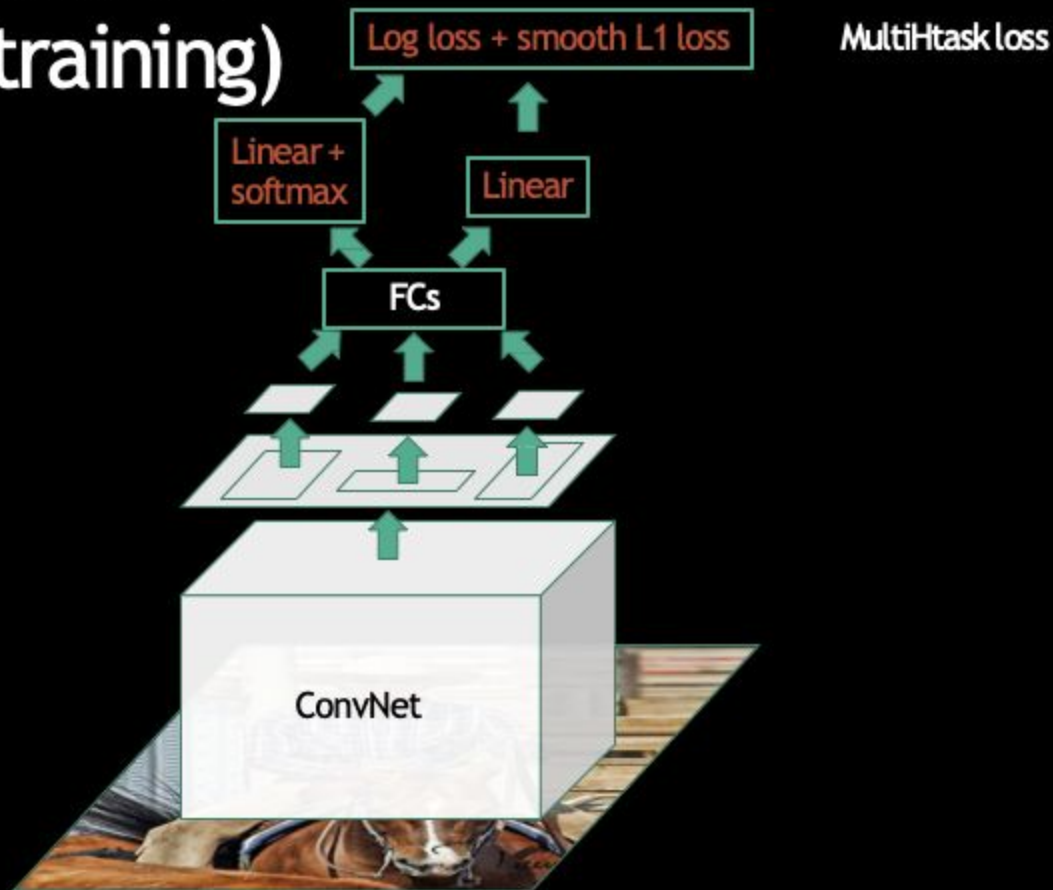 training)
Log loss + smooth L1 loss
MultiHtask loss
Linear +
softmax
Linear
FCs
ConvNet